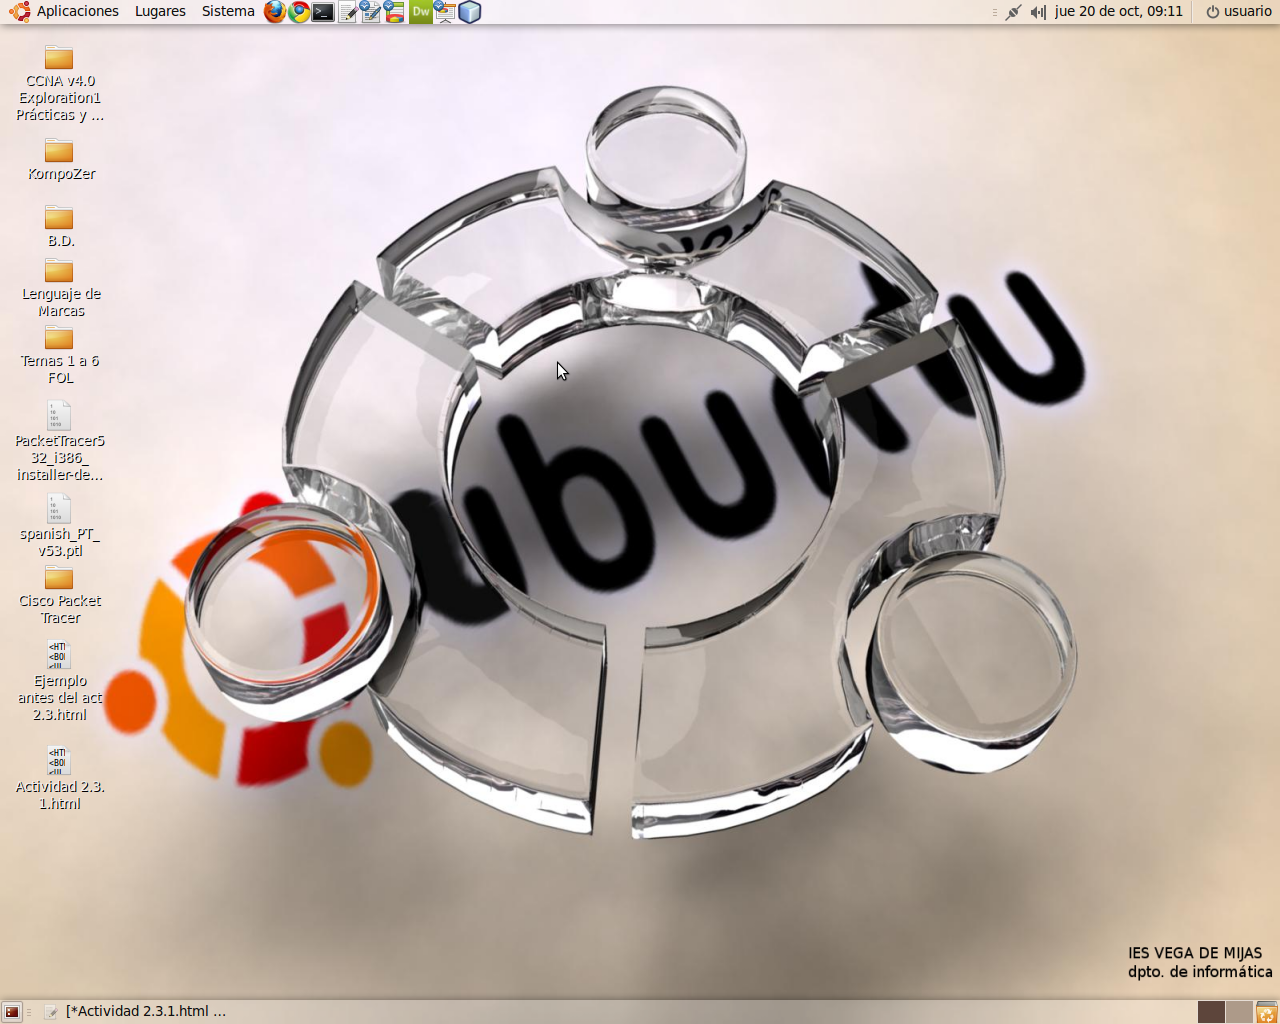 Aplicaciones Lugares Sistema Dw jue 20 de oct, 09:11 usuario
CCNA v4.0
Exploration1
Prácticas y ...
KompoZer
B.D.
Lenguaje de
Marcas
Temas 1 a 6
FOL
PacketTracer5
32_i386_
installer-de...
spanish_PT_
v53.ptl
Cisco Packet
Tracer
Ejemplo
antes del act
2.3.html
Actividad 2.3.
1.html
ubuntu
IES VEGA DE MIJAS
dpto. de informática
[*Actividad 2.3.1.html ...